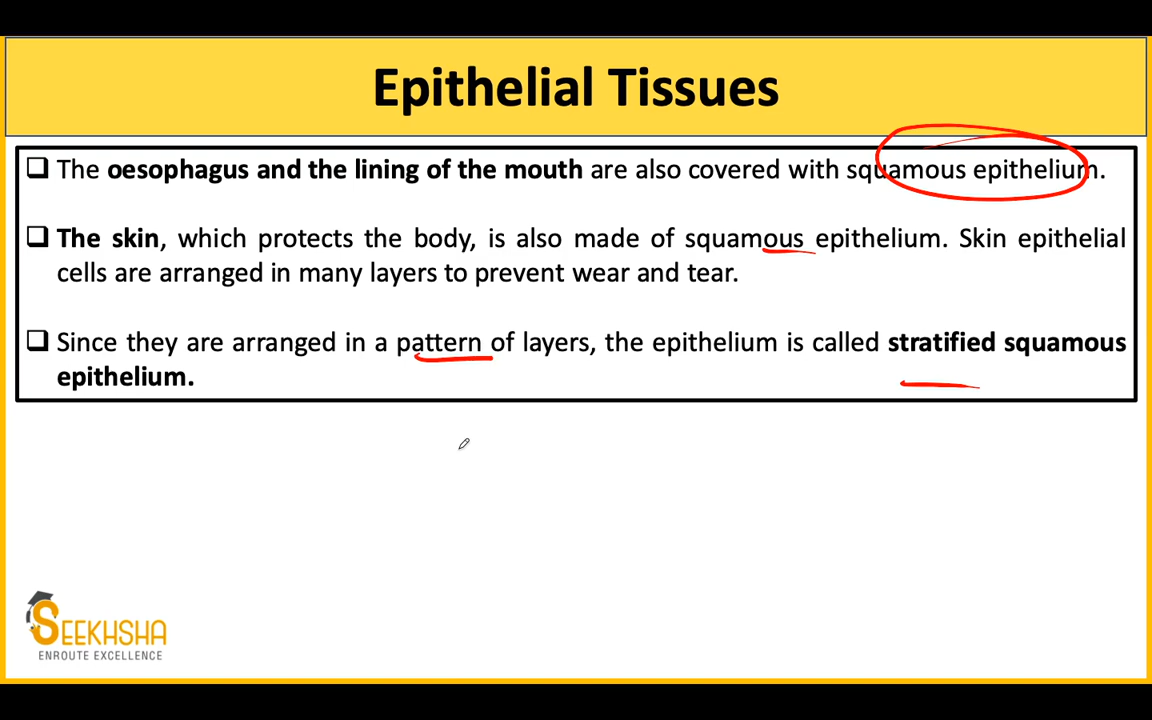 Epithelial Tissues
❑ The oesophagus and the lining of the mouth are also covered with squamous epithelium.
❑ The skin, which protects the body, is also made of squamous epithelium. Skin epithelial
cells are arranged in many layers to prevent wear and tear.
❑ Since they are arranged in a pattern of layers, the epithelium is called stratified squamous
epithelium.
SEEKHSHA
ENROUTE EXCELLENCE